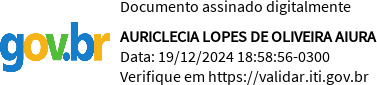 Documento assinado digitalmente
gov.br
AURICLECIA LOPES DE OLIVEIRA AIURA
Data: 19/12/2024 18:58:56-0300
Verifique em https://validar.iti.gov.br